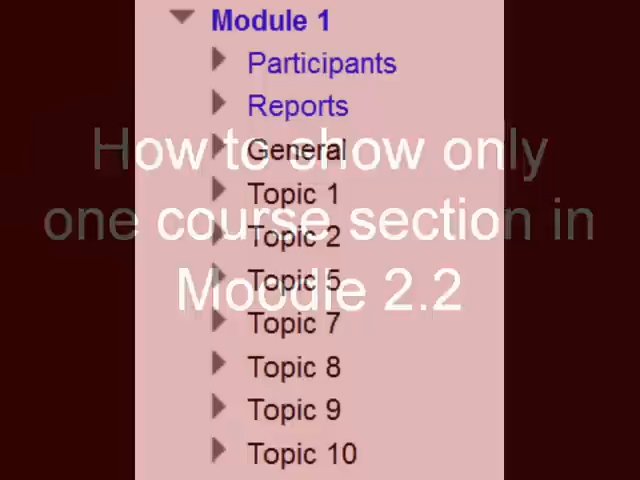 Module 1
Participants
Reports
General
Topic 1
Topic 2
Topic 5
Topic 7
Topic 8
Topic 9
Topic 10
How to show only
one course section in
Moodle 2.2